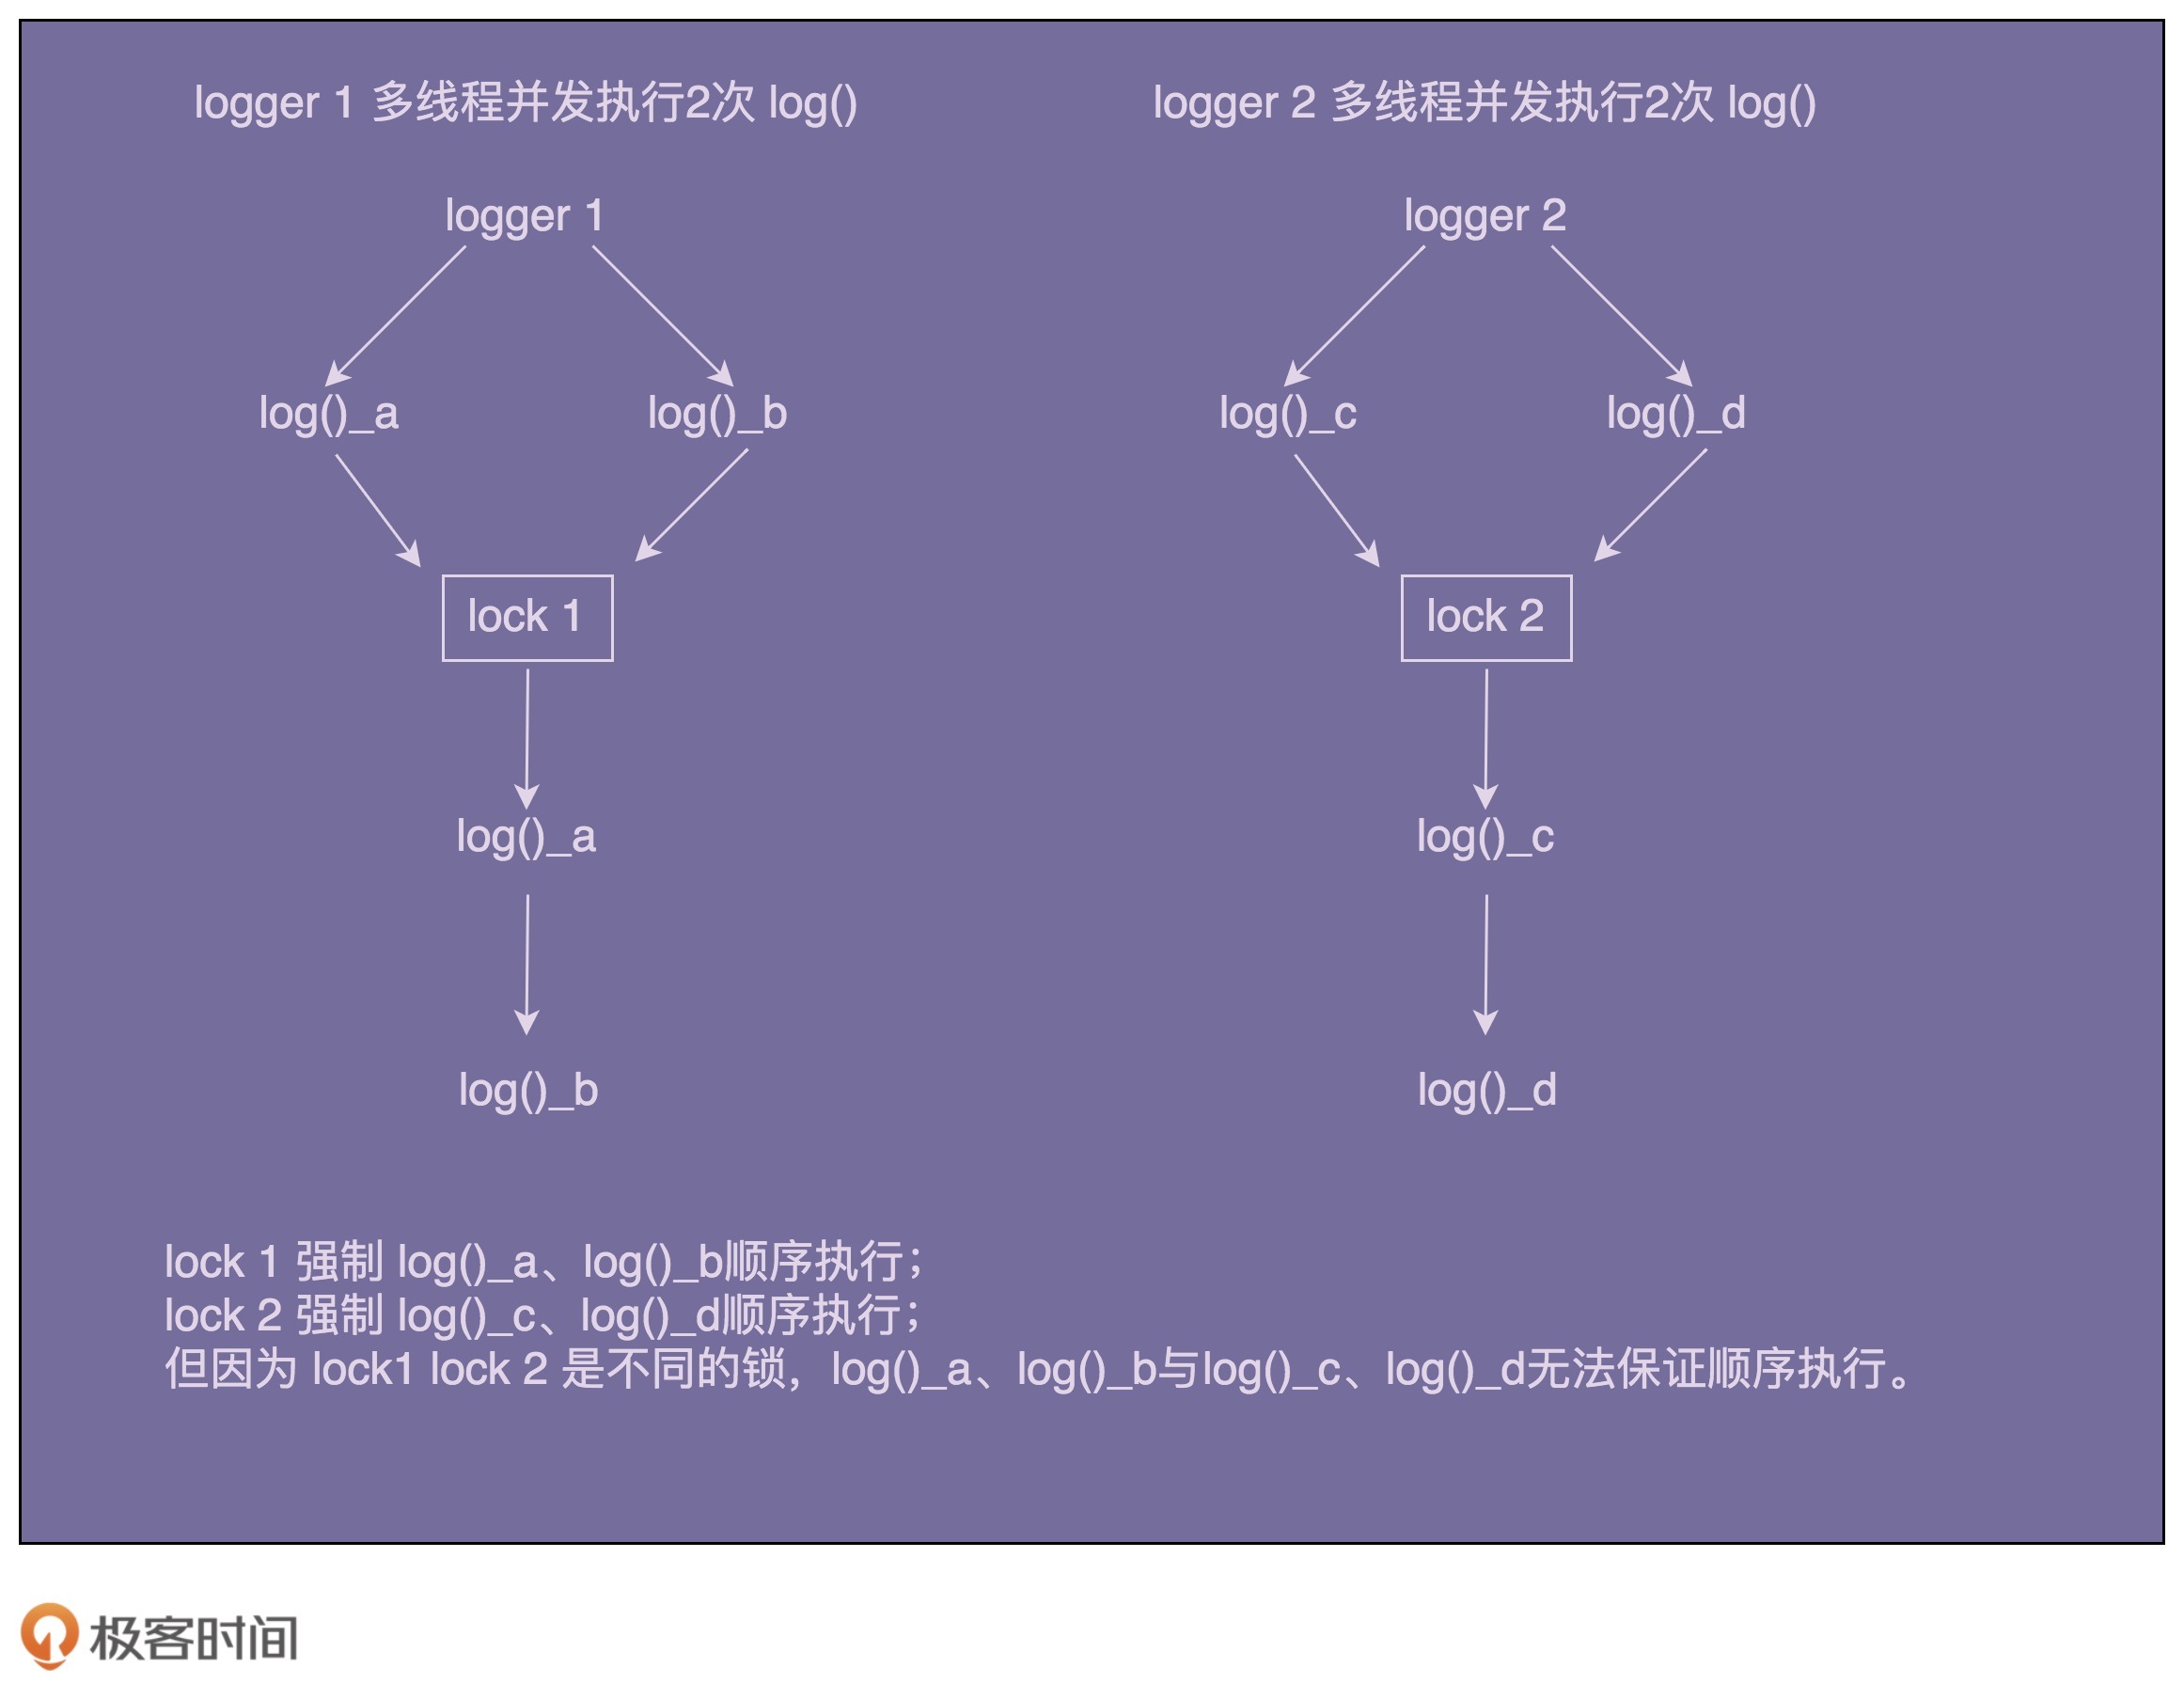 logger 1 多线程并发执行2次 log()
logger 2 多线程并发执行2次 log()
logger 1
logger 2
log()_a
log()_b
log()_c
log()_d
lock 1
lock 2
log()_a
log()_c
log()_b
log()_d
lock 1 强制 log()_a、log()_b顺序执行；
lock 2 强制 log()_c、log()_d顺序执行；
但因为 lock1 lock 2 是不同的锁，log()_a、 log()_b与log()_c、log()_d无法保证顺序执行。
极客时间